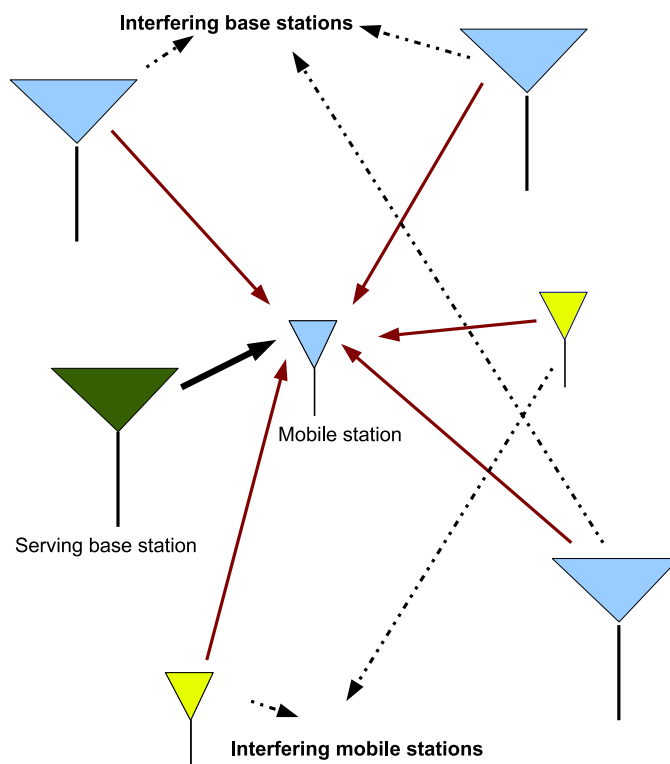 Interfering base stations
Mobile station
Serving base station
Interfering mobile stations